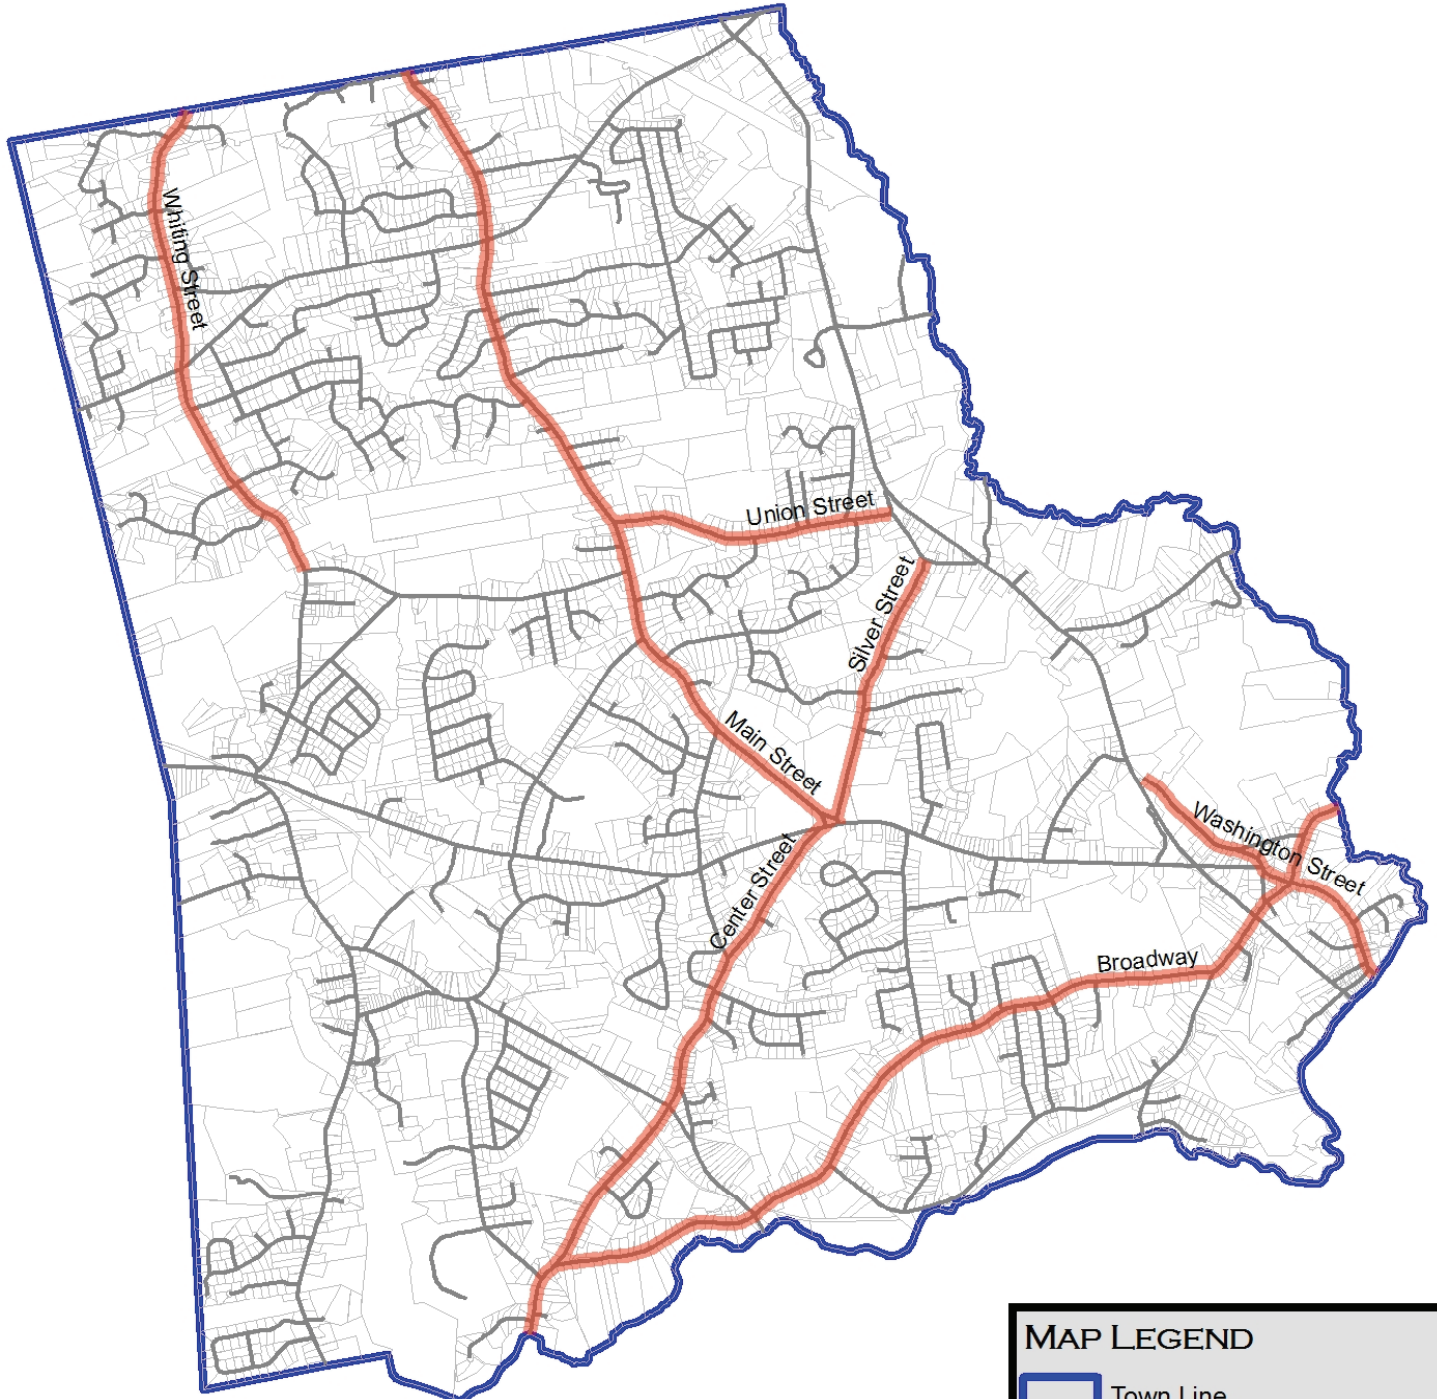 Whiting Street
Union Street
Silver Street
Main Street
Washington Street
Center Street
Broadway
MAP LEGEND
Town Line